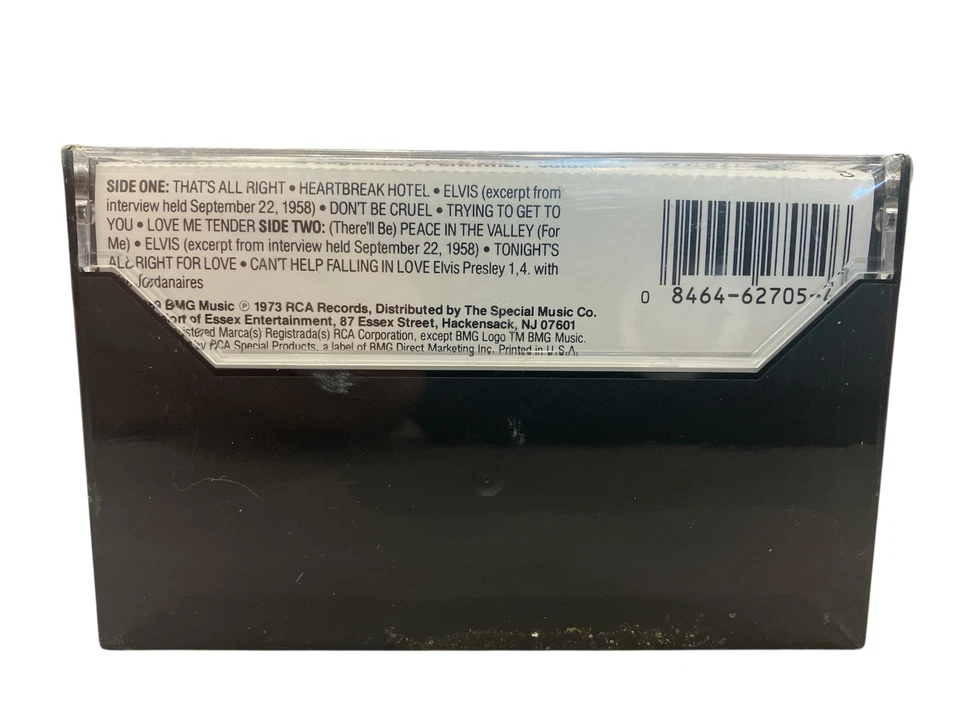 SIDE ONE: THAT'S ALL RIGHT • HEARTBREAK HOTEL • ELVIS (excerpt from
interview held September 22, 1958) • DON'T BE CRUEL • TRYING TO GET TO
YOU • LOVE ME TENDER SIDE TWO: (There'll Be) PEACE IN THE VALLEY (For
Me) • ELVIS (excerpt from interview held September 22, 1958) • TONIGHT'S
ALL RIGHT FOR LOVE • CAN'T HELP FALLING IN LOVE Elvis Presley 1,4. with
Jordanaires
BMG Music ℗ 1973 RCA Records, Distributed by The Special Music Co.
of Essex Entertainment, 87 Essex Street, Hackensack, NJ 07601
Marca(s) Registrada(s) RCA Corporation, except BMG Logo TM BMG Music.
by RCA Special Products, a label of BMG Direct Marketing Inc. Printed in U.S.A.
0 8464-62705-